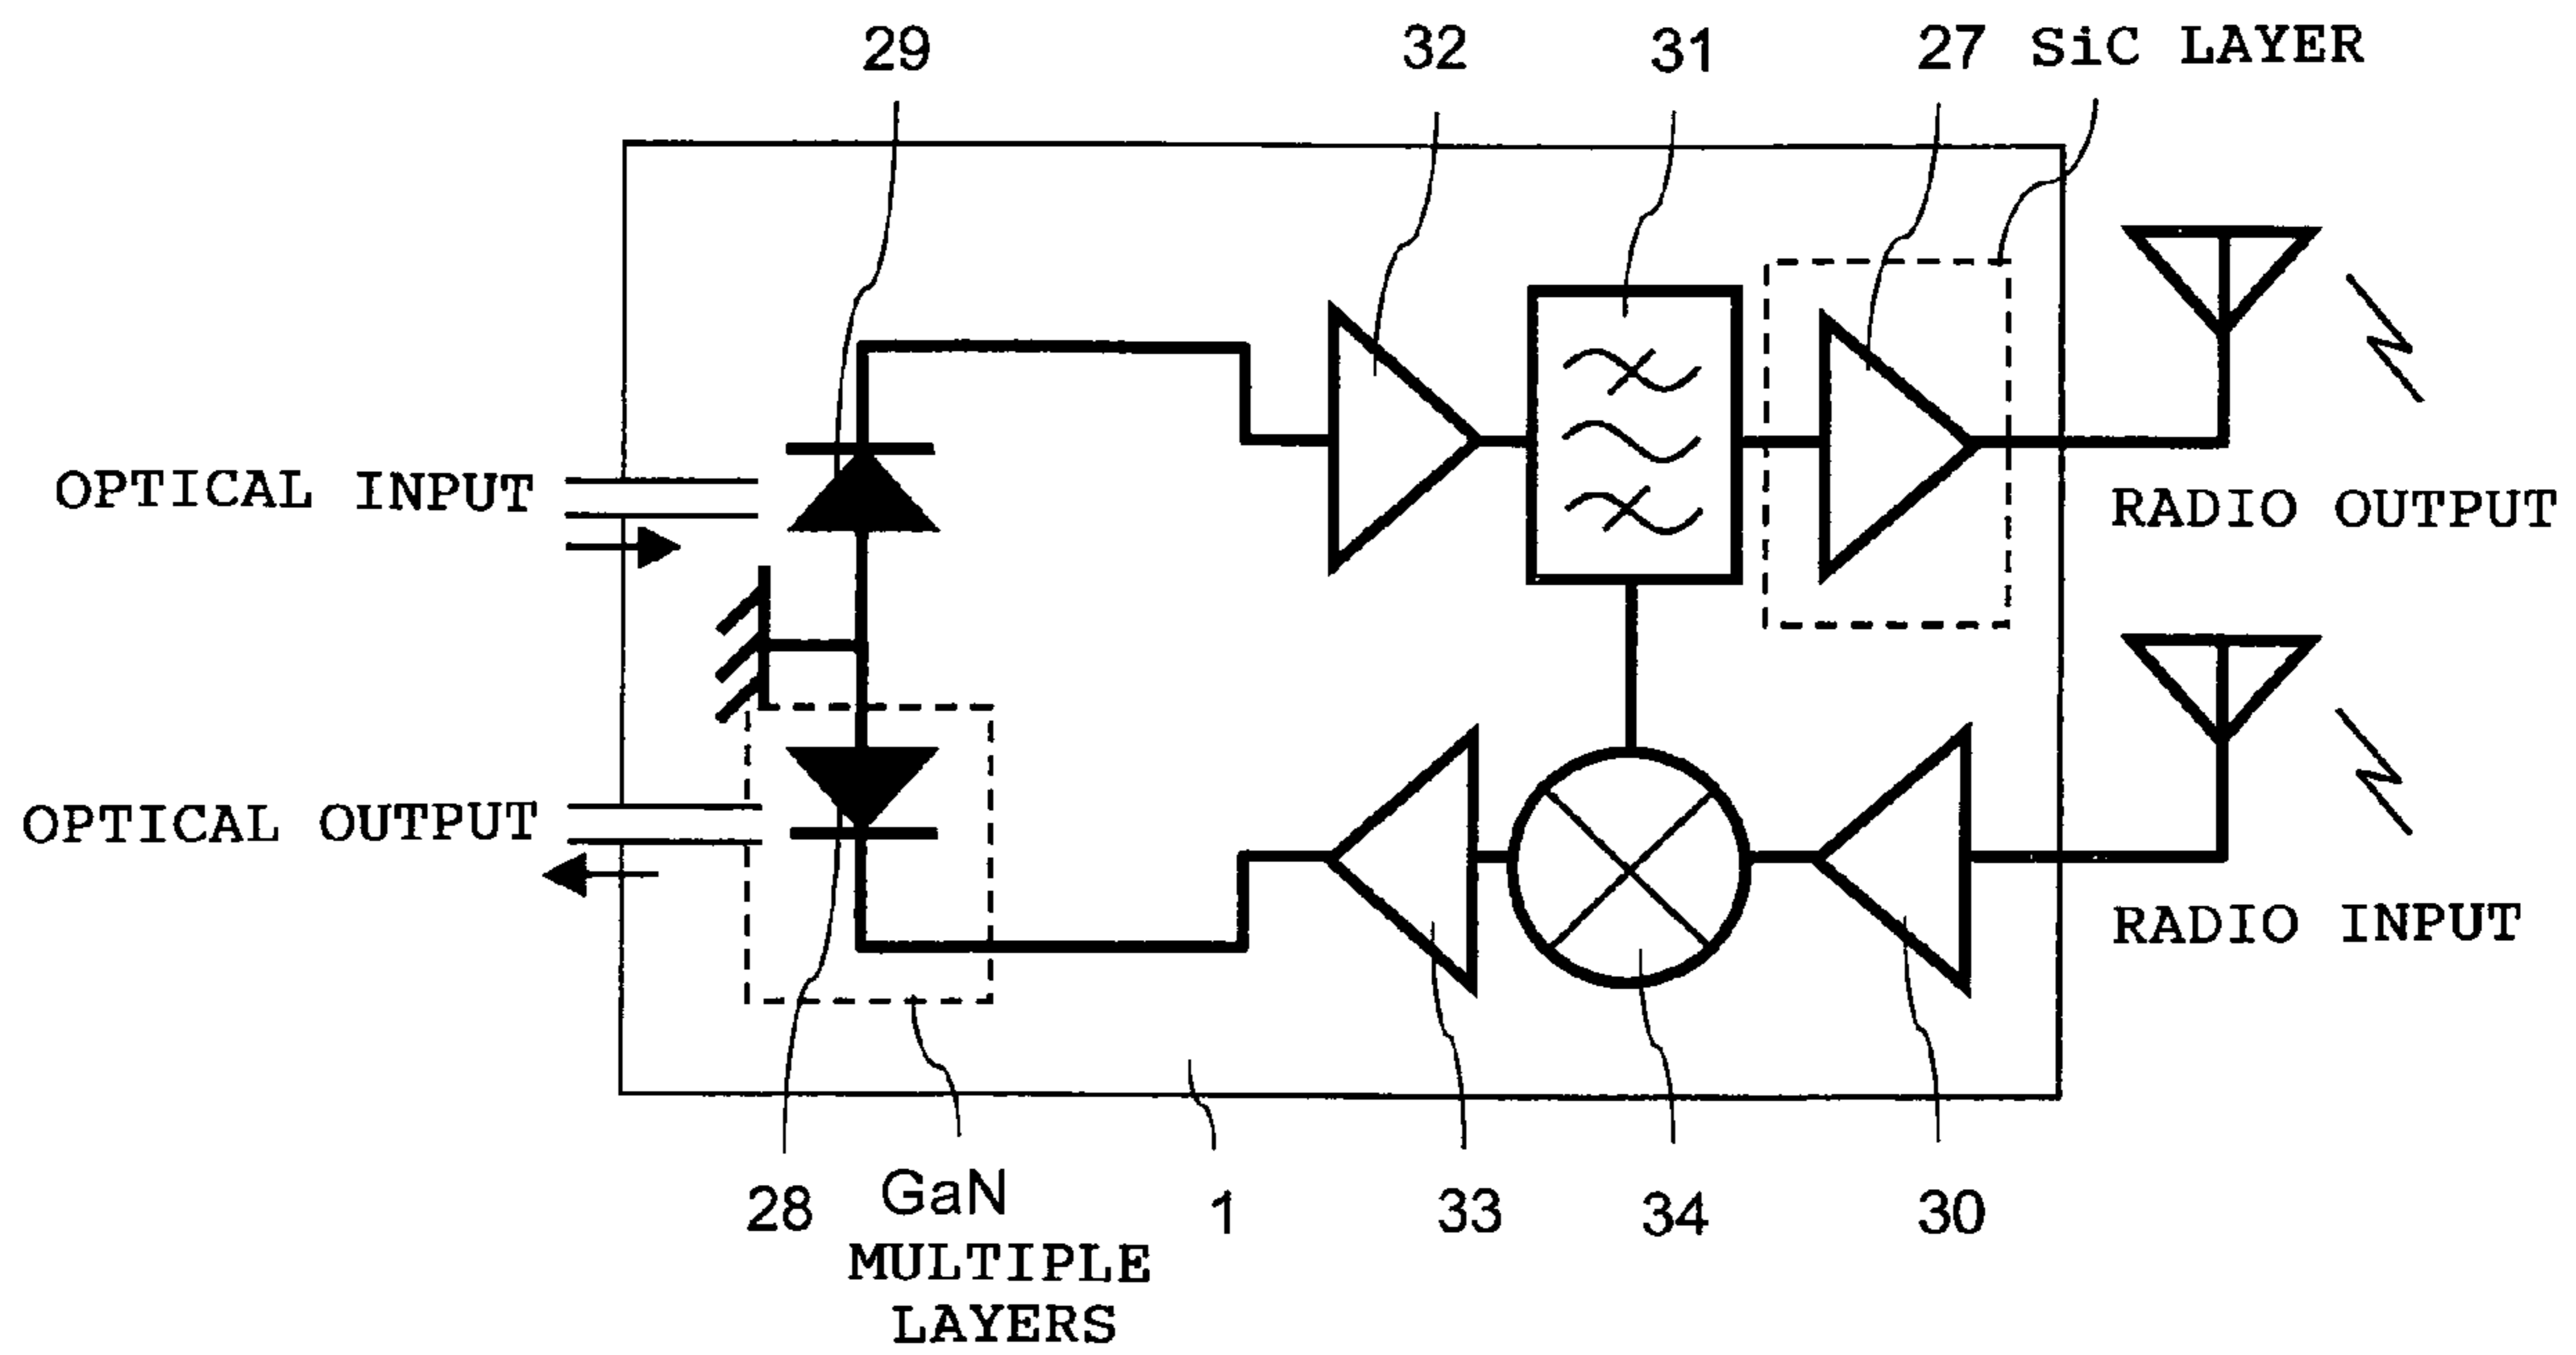 29
32
31
27 SiC LAYER
OPTICAL INPUT
RADIO OUTPUT
OPTICAL OUTPUT
RADIO INPUT
28
GaN
MULTIPLE
LAYERS
1
33
34
30